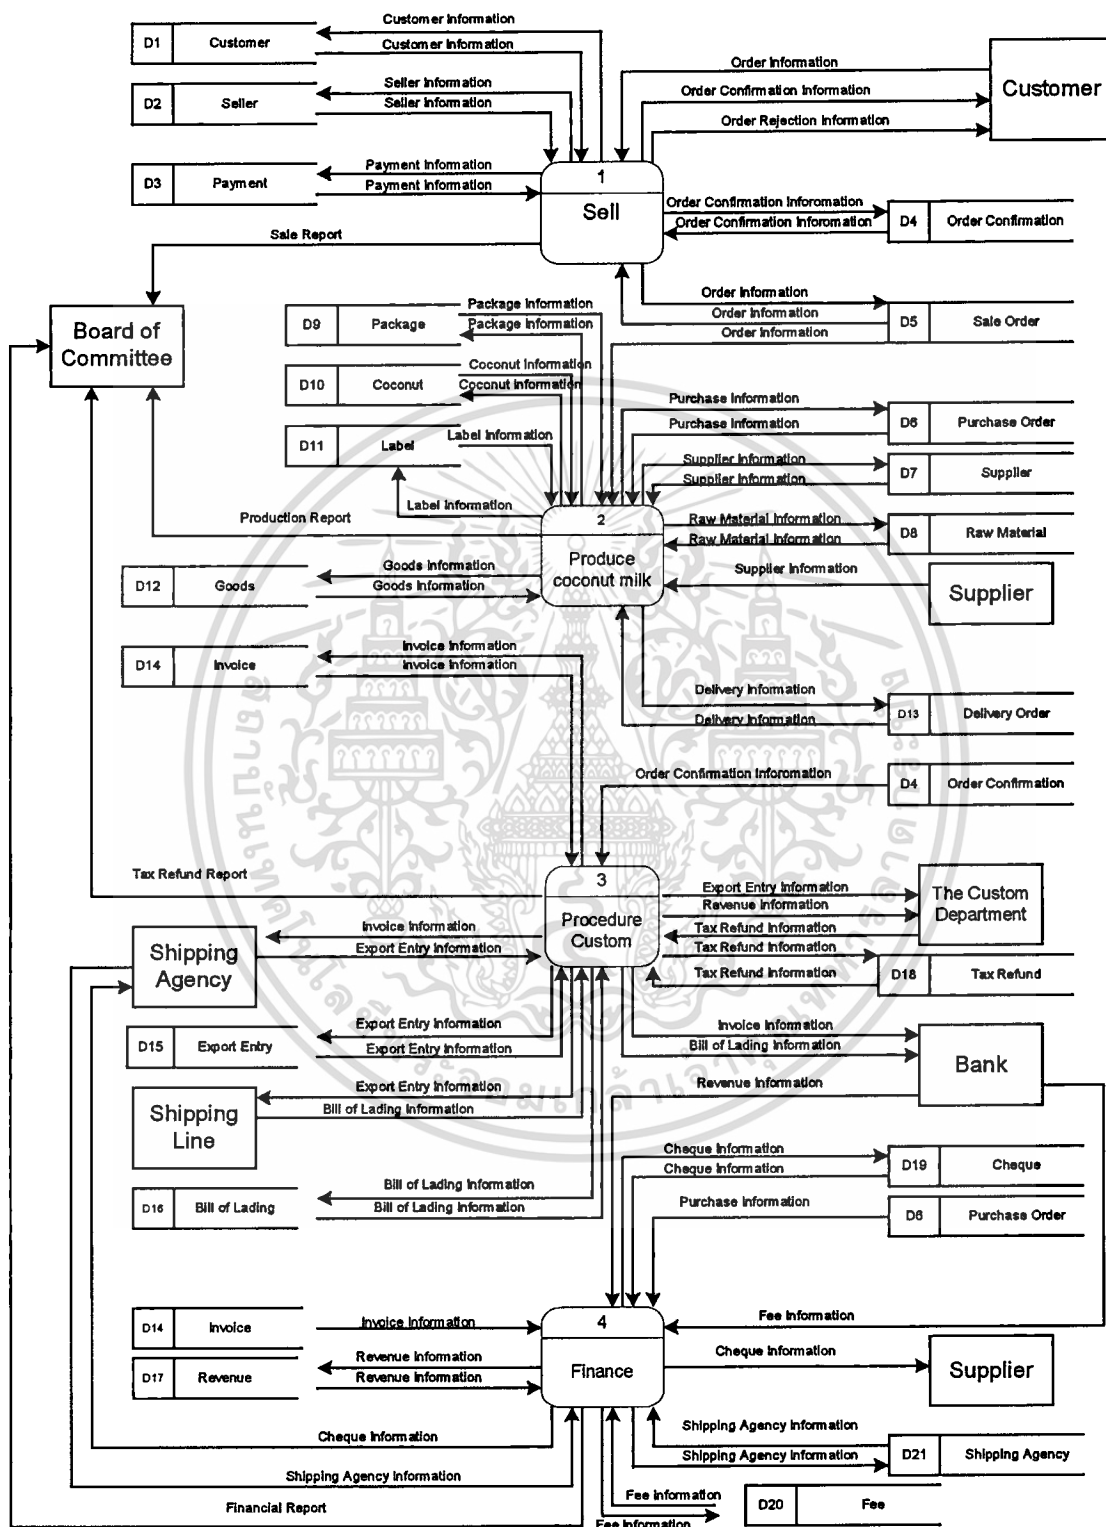 Customer Information
D1 Customer
Customer Information
Order Information
Customer
Seller Information
D2 Seller
Seller Information
Order Confirmation Information
Order Rejection Information
Payment Information
D3 Payment
Payment Information
1
Sell
Order Confirmation Inforomation
Order Confirmation Inforomation
D4 Order Confirmation
Sale Report
Order Information
Order Information
Order Information
D5 Sale Order
Board of
Committee
Package Information
D9 Package
Package Information
Coconut Information
D10 Coconut
Coconut Information
Purchase Information
Purchase Information
D6 Purchase Order
D11 Label
Label Information
Supplier Information
Supplier Information
D7 Supplier
Label Information
Production Report
2
Produce
coconut milk
Raw Material Information
Raw Material Information
D8 Raw Material
Goods Information
D12 Goods
Goods Information
Supplier Information
Supplier
Invoice Information
D14 Invoice
Invoice Information
Delivery Information
Delivery Information
D13 Delivery Order
Order Confirmation Inforomation
D4 Order Confirmation
Tax Refund Report
3
Procedure
Custom
Export Entry Information
Revenue Information
Tax Refund Information
The Custom
Department
Tax Refund Information
Tax Refund Information
D18 Tax Refund
Invoice Information
Export Entry Information
Shipping
Agency
Export Entry Information
D15 Export Entry
Export Entry Information
Invoice Information
Bill of Lading Information
Bank
Revenue Information
Export Entry Information
Bill of Lading Information
Shipping
Line
Cheque Information
Cheque Information
D19 Cheque
Bill of Lading Information
D16 Bill of Lading
Bill of Lading Information
Purchase Information
D6 Purchase Order
Invoice Information
D14 Invoice
4
Finance
Fee Information
Revenue Information
D17 Revenue
Revenue Information
Cheque Information
Supplier
Cheque Information
Shipping Agency Information
Shipping Agency Information
D21 Shipping Agency
Shipping Agency Information
Fee Information
Fee Information
D20 Fee
Financial Report